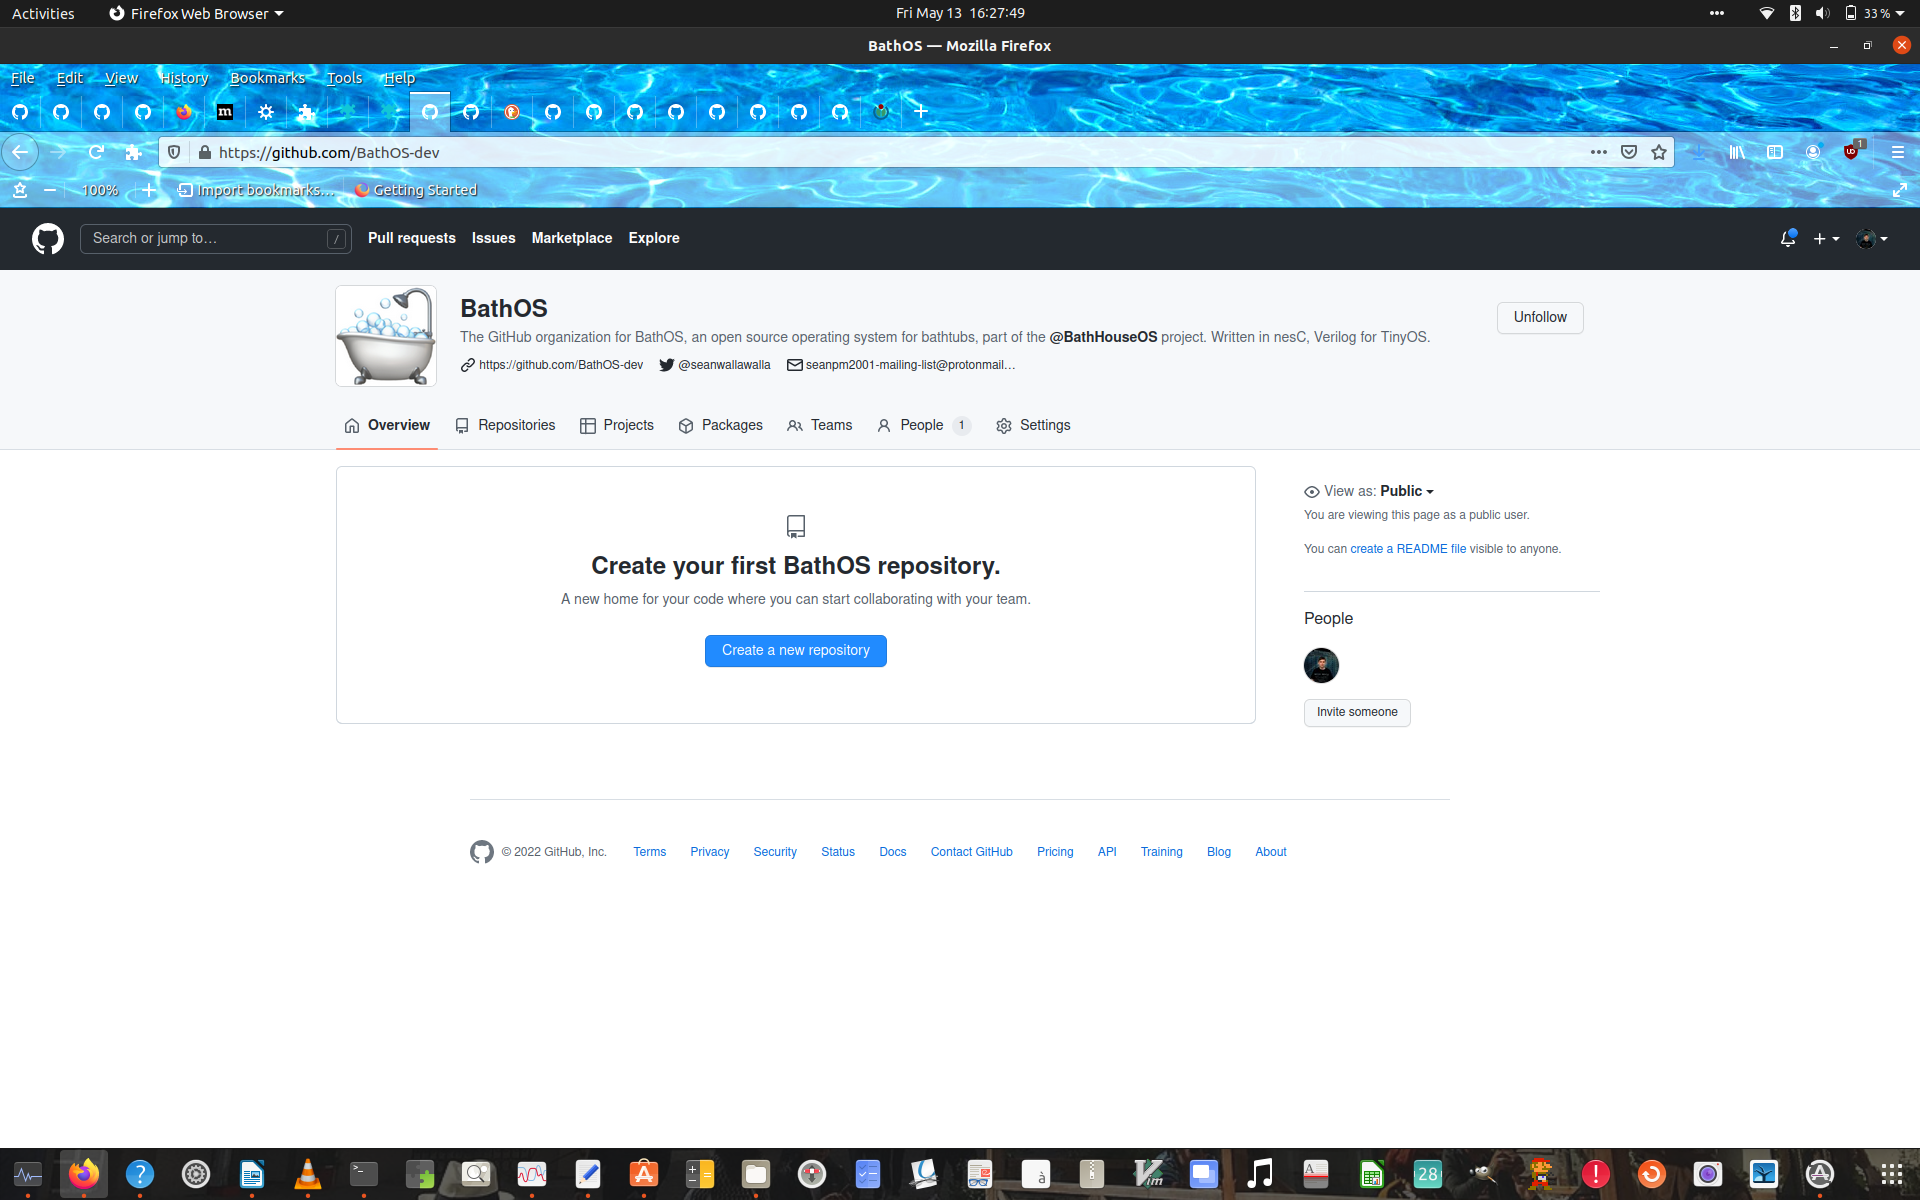 Activities Firefox Web Browser Fri May 13 16:27:49 33 %
BathOS — Mozilla Firefox
File Edit View History Bookmarks Tools Help
m
https://github.com/BathOS-dev 1
100% Import bookmarks... Getting Started
Search or jump to... / Pull requests Issues Marketplace Explore
BathOS
Unfollow
The GitHub organization for BathOS, an open source operating system for bathtubs, part of the @BathHouseOS project. Written in nesC, Verilog for TinyOS.
https://github.com/BathOS-dev @seanwallawalla seanpm2001-mailing-list@protonmail...
Overview Repositories Projects Packages Teams People 1 Settings
View as: Public
You are viewing this page as a public user.
You can create a README file visible to anyone.
Create your first BathOS repository.
A new home for your code where you can start collaborating with your team.
Create a new repository
People
Invite someone
© 2022 GitHub, Inc. Terms Privacy Security Status Docs Contact GitHub Pricing API Training Blog About
? >_ à Vim A 28 !